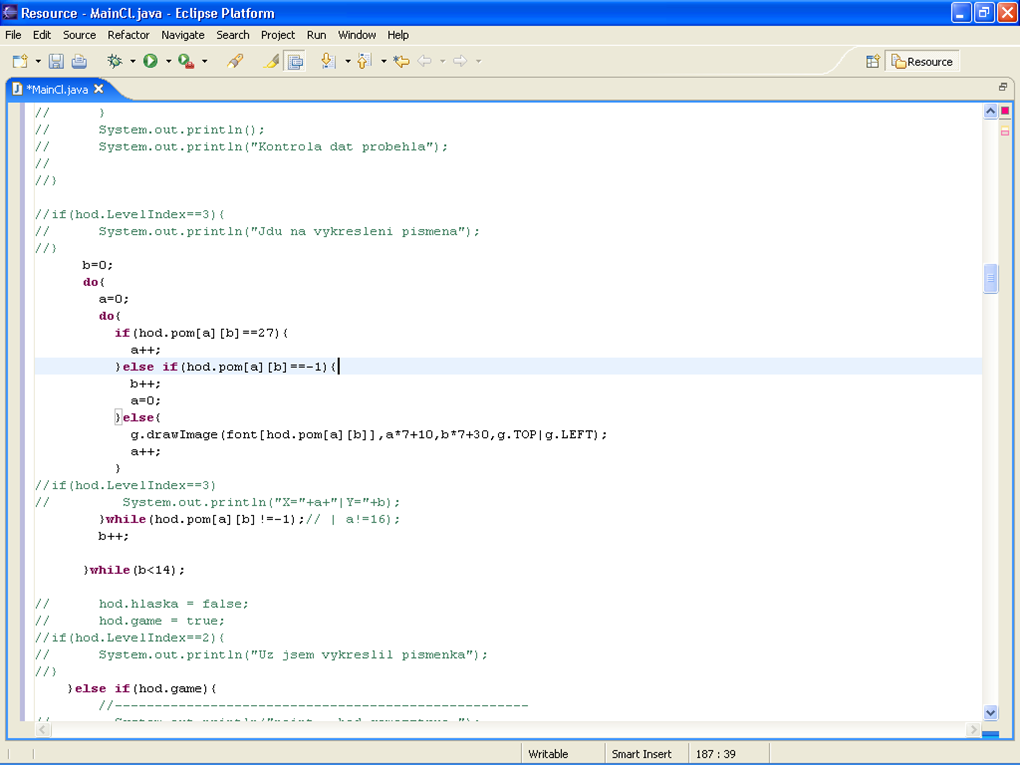 Resource - MainCl.java - Eclipse Platform
File Edit Source Refactor Navigate Search Project Run Window Help
Resource
*MainCl.java
// }
// System.out.println();
// System.out.println("Kontrola dat probehla");
//
//}
//if(hod.LevelIndex==3){
// System.out.println("Jdu na vykresleni pismena");
//}
b=0;
do{
a=0;
do{
if(hod.pom[a][b]==27){
a++;
}else if(hod.pom[a][b]==-1){
b++;
a=0;
}else{
g.drawImage(font[hod.pom[a][b]],a*7+10,b*7+30,g.TOP|g.LEFT);
a++;
}
//if(hod.LevelIndex==3)
// System.out.println("X="+a+"|Y="+b);
}while(hod.pom[a][b]!=-1);// | a!=16);
b++;
}while(b<14);
// hod.hlaska = false;
// hod.game = true;
//if(hod.LevelIndex==2){
// System.out.println("Uz jsem vykreslil pismenka");
//}
}else if(hod.game){
//----------------------------------------------------
Writable Smart Insert 187 : 39